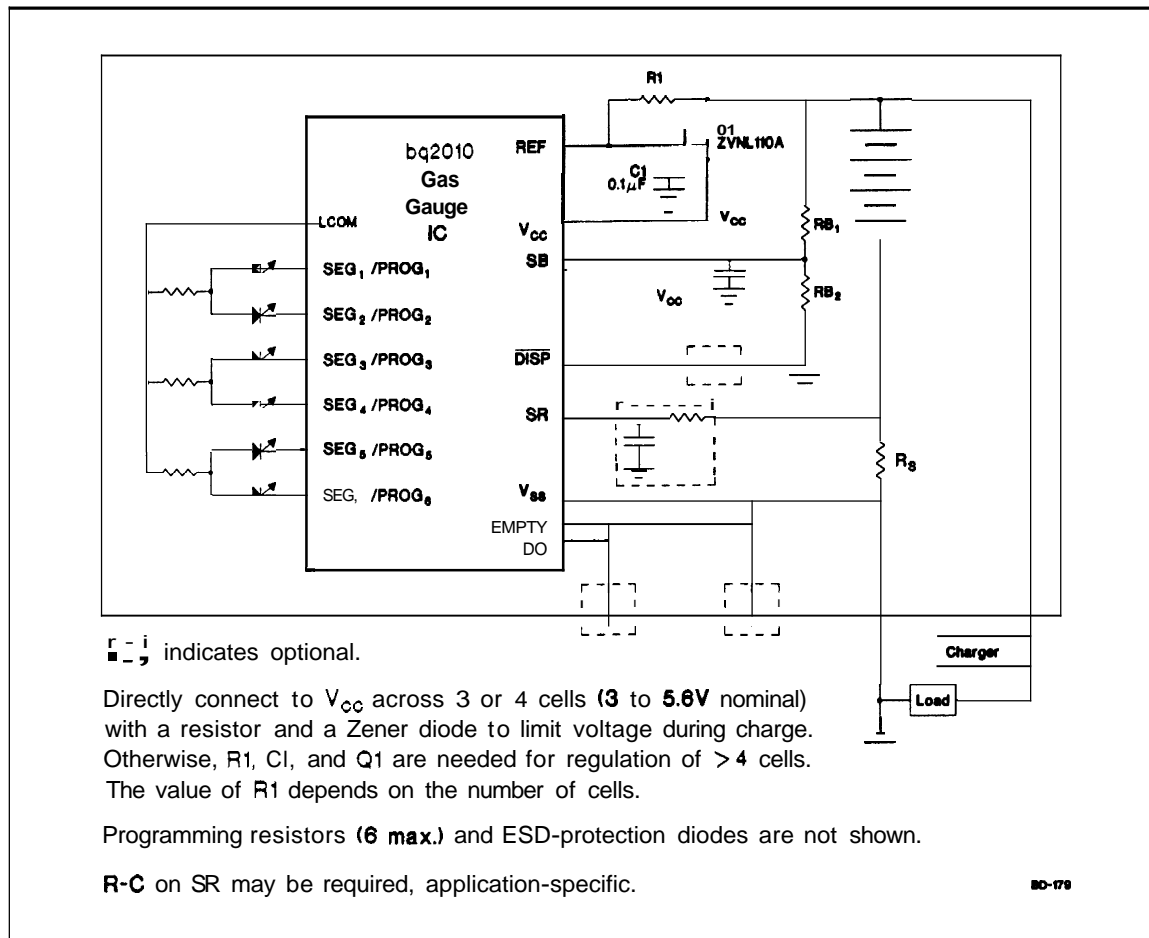 R1
Q1
ZVNL110A
bq2010
Gas
Gauge
IC
REF
C1
0.1µF
LCOM
VCC
VCC
RB1
SB
SEG1 /PROG1
SEG2 /PROG2
VCC
RB2
SEG3 /PROG3
DISP
SEG4 /PROG4
SR
SEG5 /PROG5
RS
SEG, /PROG6
VSS
EMPTY
DO
indicates optional.
Charger
Load
Directly connect to VCC across 3 or 4 cells (3 to 5.6V nominal)
with a resistor and a Zener diode to limit voltage during charge.
Otherwise, R1, CI, and Q1 are needed for regulation of >4 cells.
The value of R1 depends on the number of cells.
Programming resistors (6 max.) and ESD-protection diodes are not shown.
R-C on SR may be required, application-specific.
BD-179